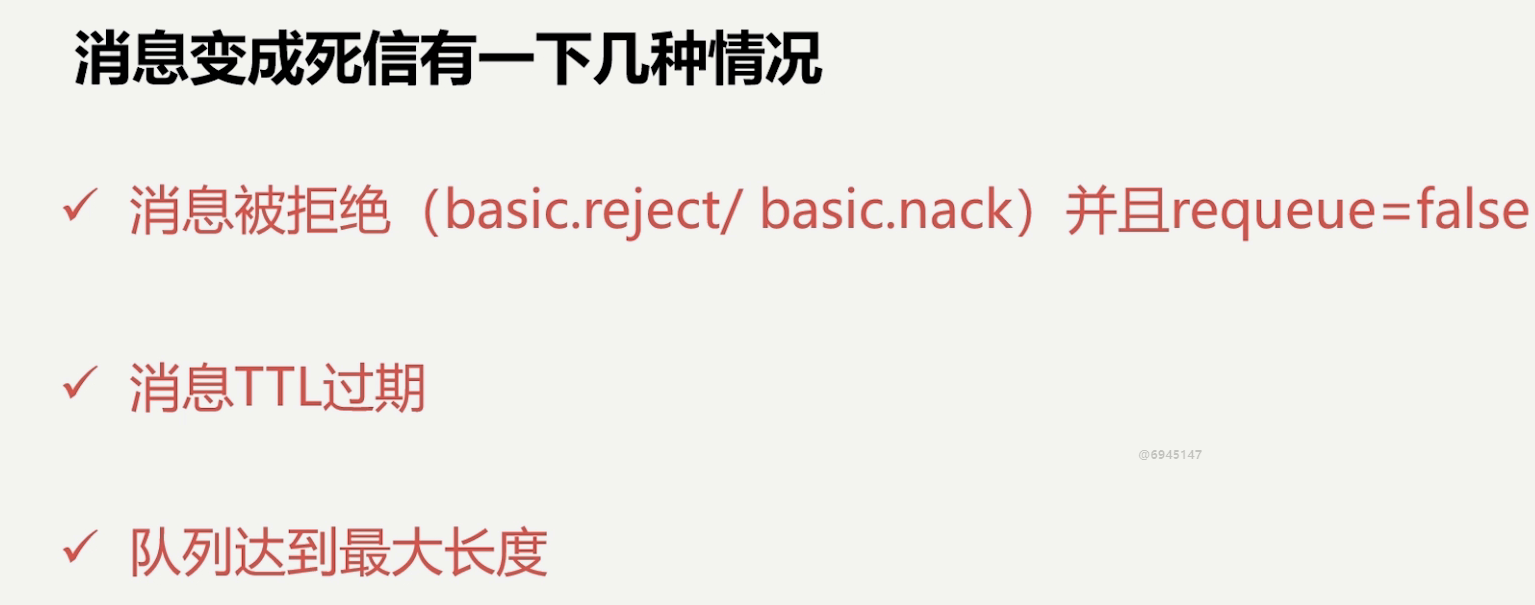 消息变成死信有一下几种情况
✓ 消息被拒绝（basic.reject/ basic.nack）并且requeue=false
✓ 消息TTL过期
@6945147
✓ 队列达到最大长度